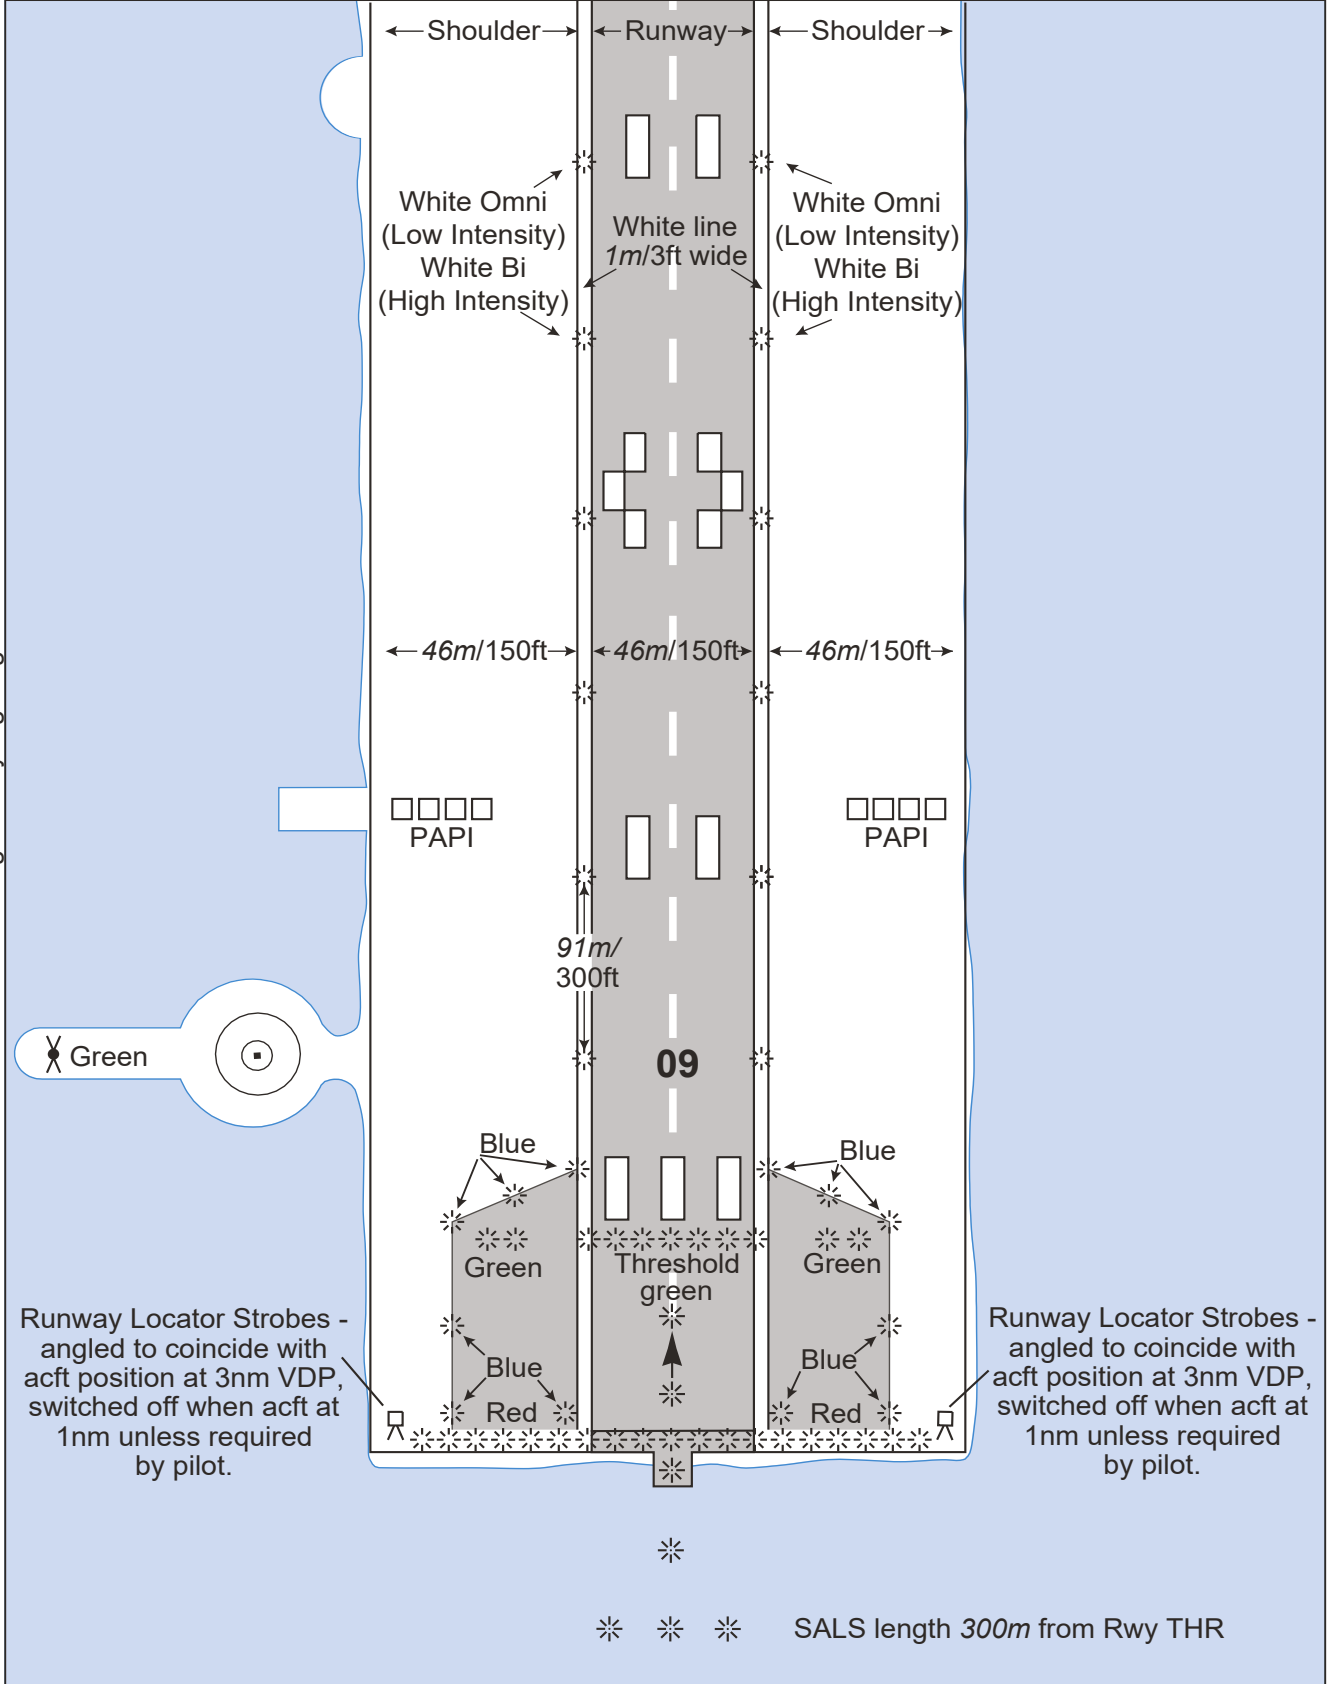 Shoulder Runway Shoulder
White Omni
(Low Intensity)
White Bi
(High Intensity)
White line
1m/3ft wide
White Omni
(Low Intensity)
White Bi
(High Intensity)
46m/150ft 46m/150ft 46m/150ft
PAPI PAPI
91m/
300ft
Green
09
Blue Blue
Green
Threshold
green
Green
Runway Locator Strobes -
angled to coincide with
acft position at 3nm VDP,
switched off when acft at
1nm unless required
by pilot.
Blue
Red
Blue
Red
Runway Locator Strobes -
angled to coincide with
acft position at 3nm VDP,
switched off when acft at
1nm unless required
by pilot.
SALS length 300m from Rwy THR